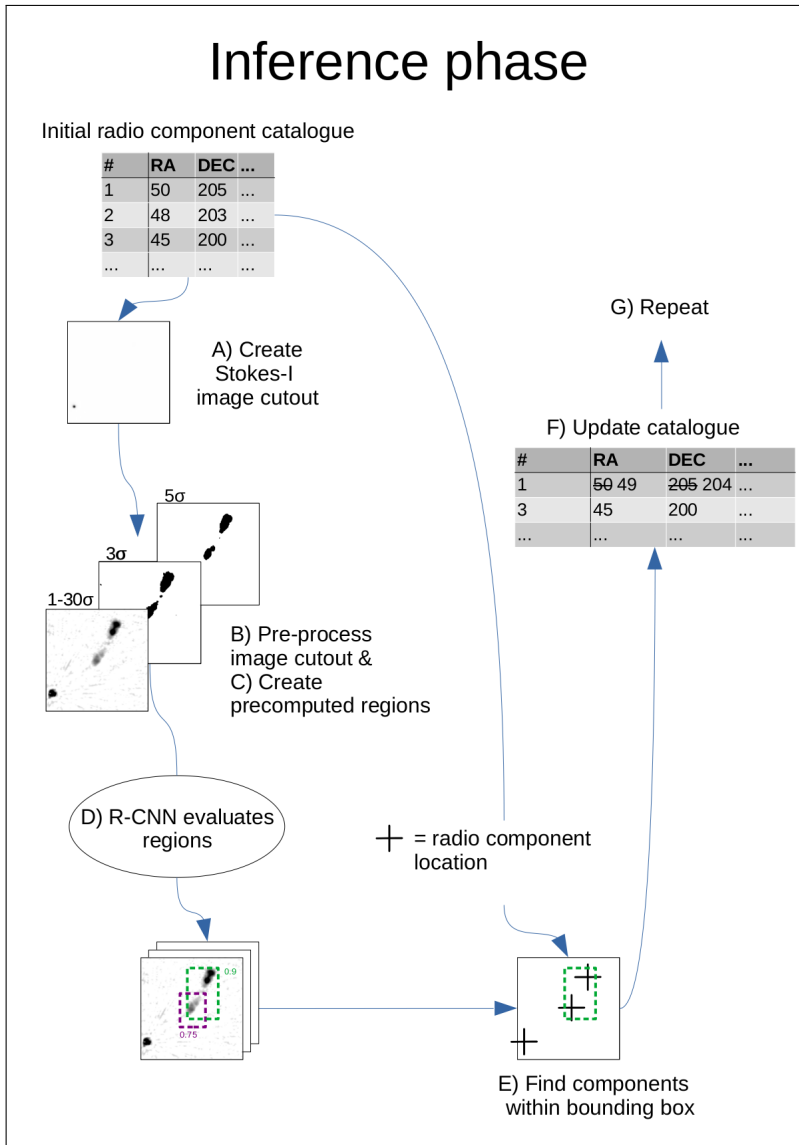 Inference phase
Initial radio component catalogue
# RA DEC ...
1 50 205 ...
2 48 203 ...
3 45 200 ...
... ... ... ...
A) Create
Stokes-I
image cutout
5σ
3σ
1-30σ
B) Pre-process
image cutout &
C) Create
precomputed regions
D) R-CNN evaluates
regions
0.9
0.75
+ = radio component
location
E) Find components
within bounding box
F) Update catalogue
# RA DEC ...
1 50 49 205 204 ...
3 45 200 ...
... ... ... ...
G) Repeat